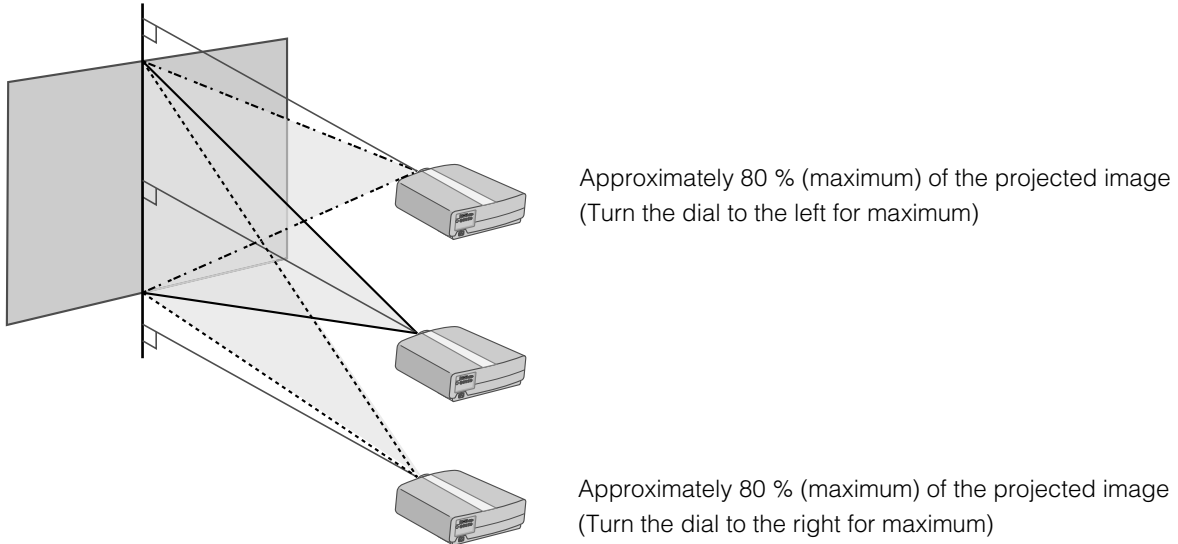 Approximately 80 % (maximum) of the projected image
(Turn the dial to the left for maximum)
Approximately 80 % (maximum) of the projected image
(Turn the dial to the right for maximum)